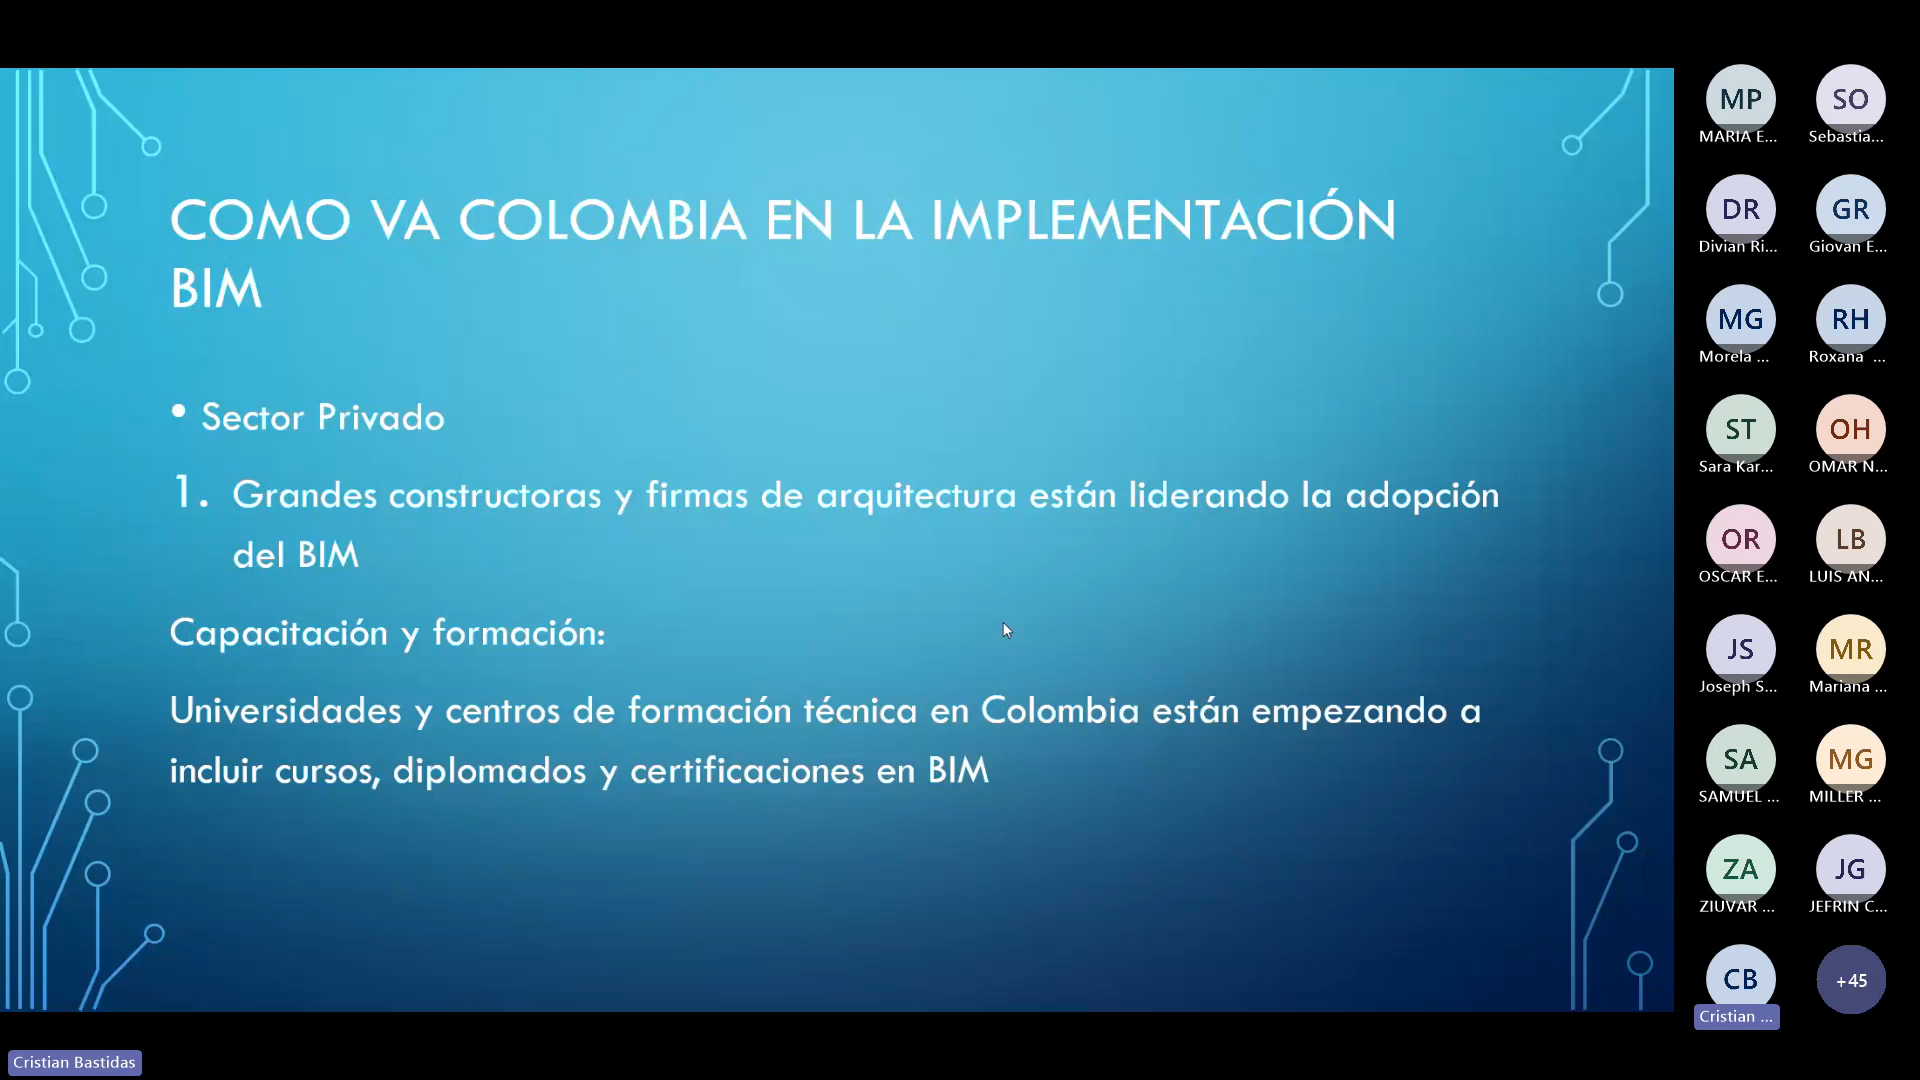 COMO VA COLOMBIA EN LA IMPLEMENTACIÓN
BIM
• Sector Privado
1. Grandes constructoras y firmas de arquitectura están liderando la adopción
del BIM
Capacitación y formación:
Universidades y centros de formación técnica en Colombia están empezando a
incluir cursos, diplomados y certificaciones en BIM
MP SO
MARIA E... Sebastia...
DR GR
Divian Ri... Giovan E...
MG RH
Morela ... Roxana ...
ST OH
Sara Kar... OMAR N...
OR LB
OSCAR E... LUIS AN...
JS MR
Joseph S... Mariana ...
SA MG
SAMUEL ... MILLER ...
ZA JG
ZIUVAR ... JEFRIN C...
CB +45
Cristian ...
Cristian Bastidas